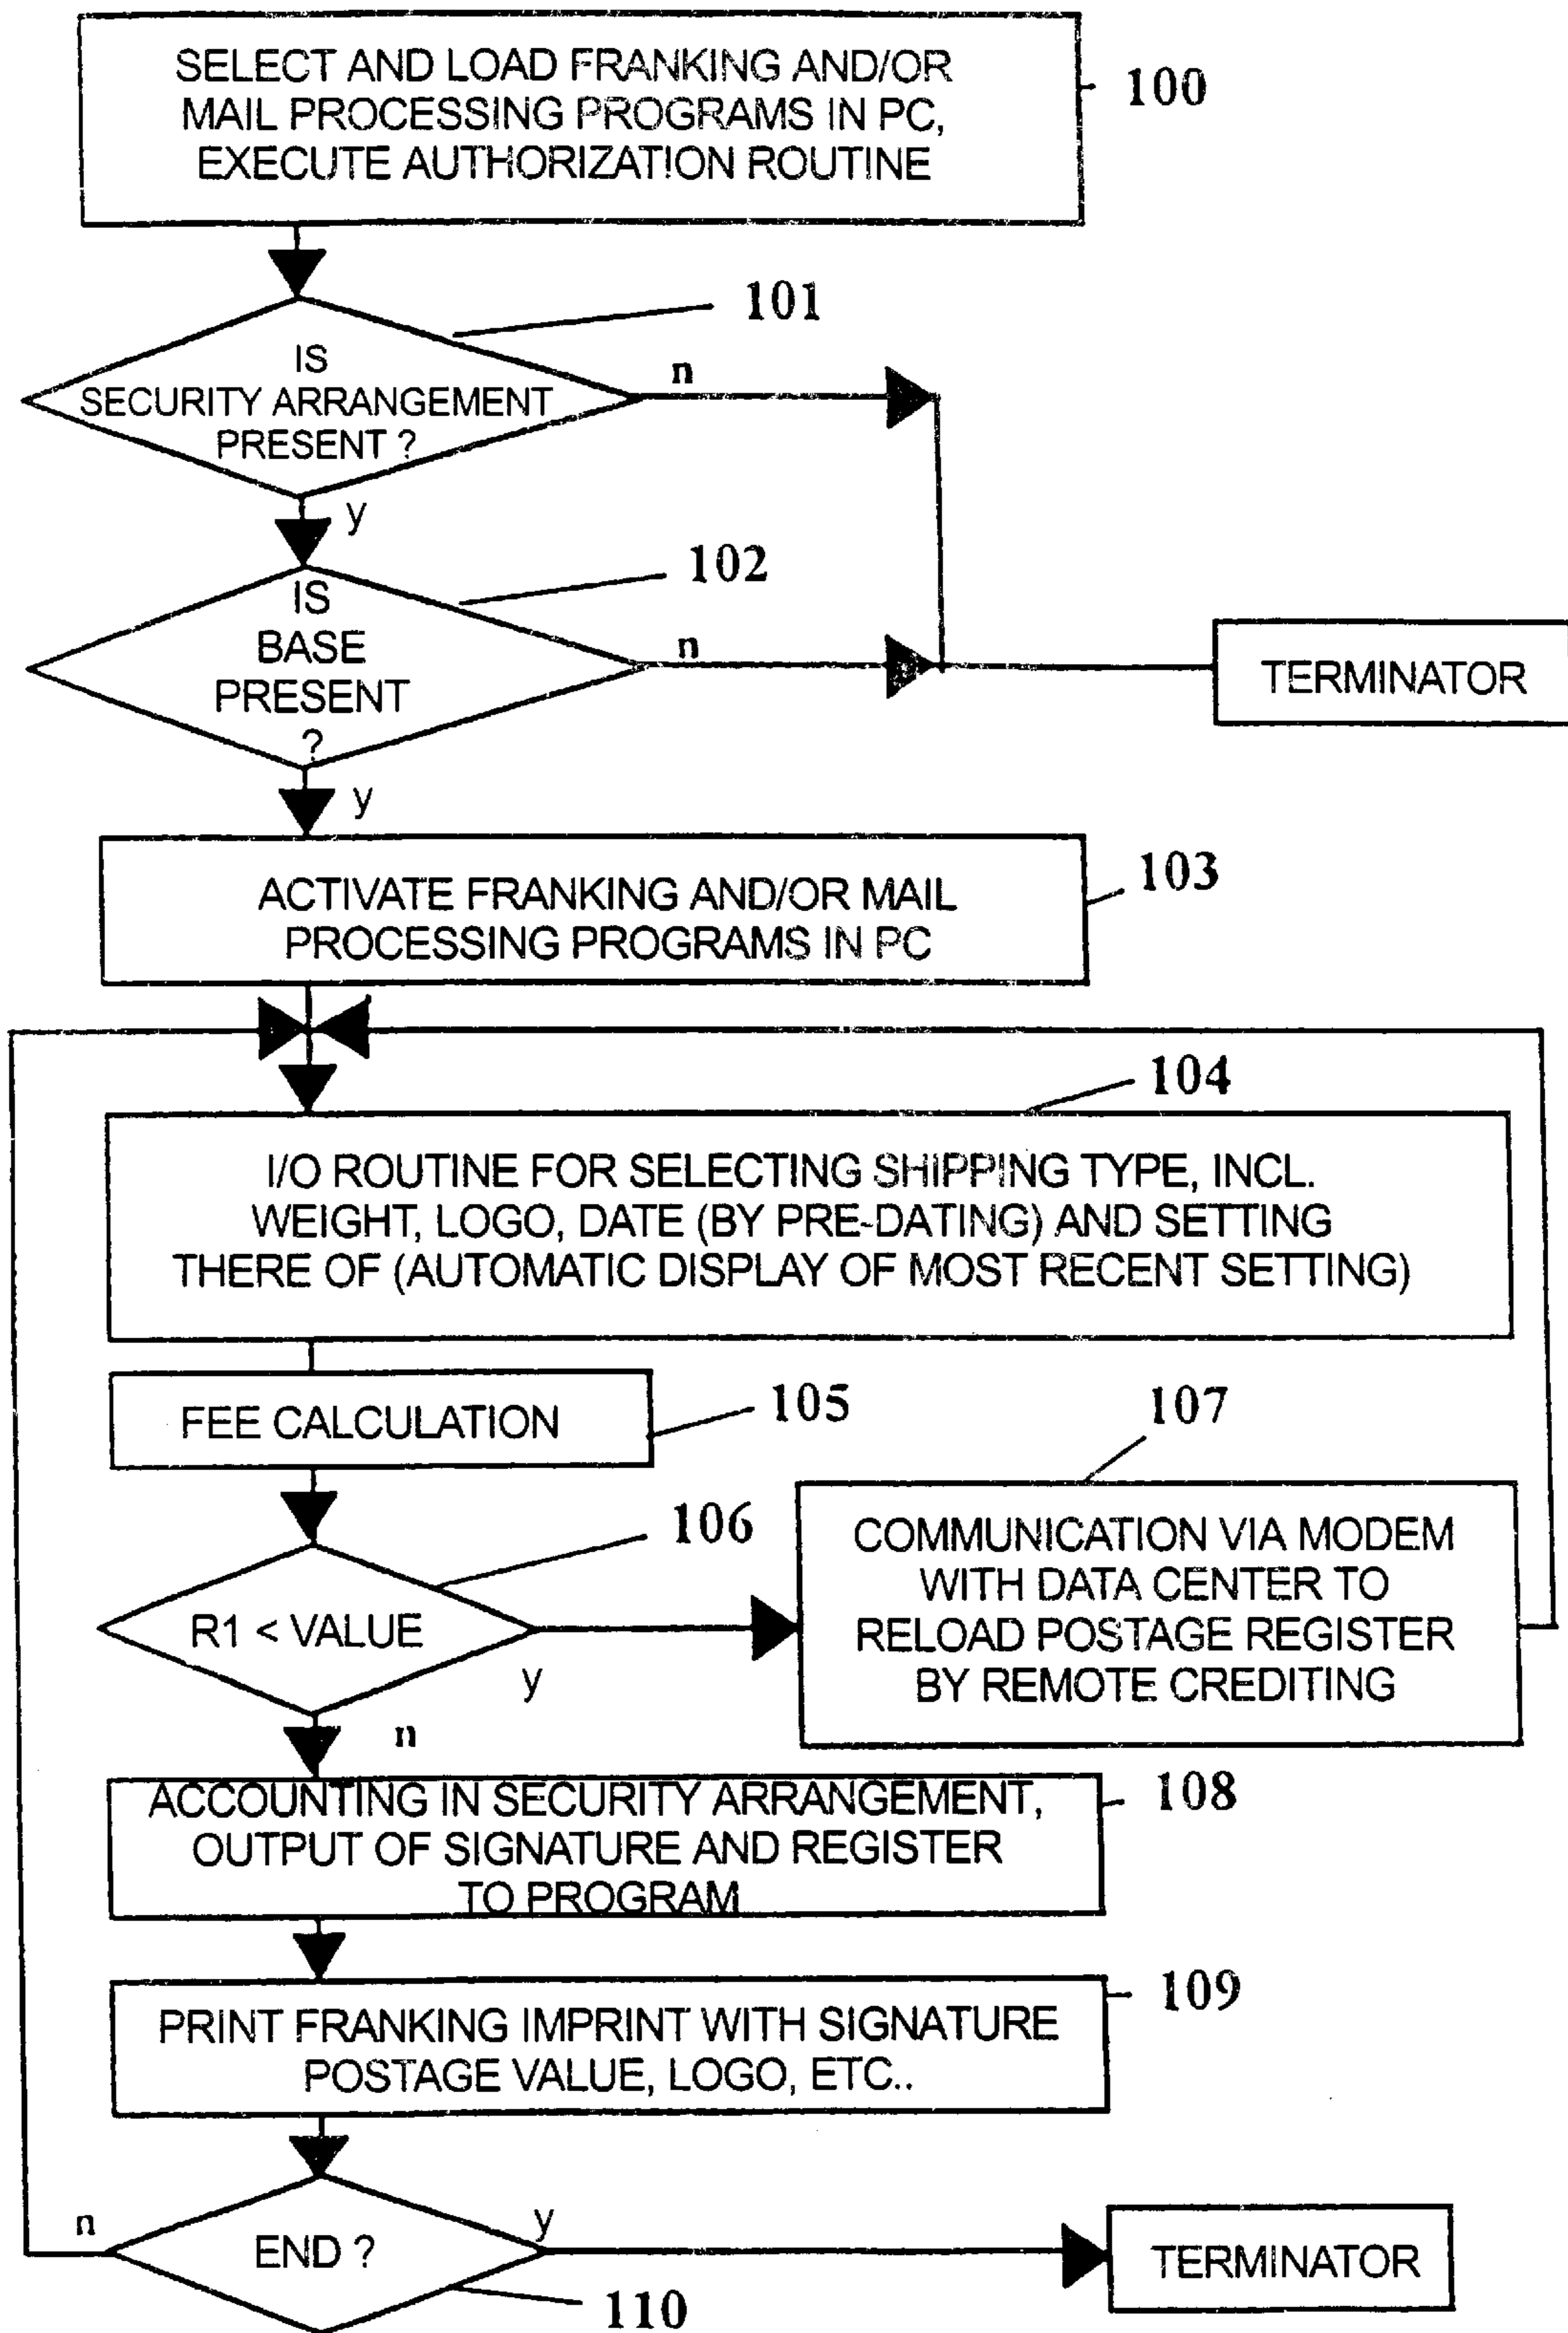 SELECT AND LOAD FRANKING AND/OR
MAIL PROCESSING PROGRAMS IN PC,
EXECUTE AUTHORIZATION ROUTINE
100
101
IS
SECURITY ARRANGEMENT
PRESENT ?
n
y
102
IS
BASE
PRESENT
?
n
TERMINATOR
y
103
ACTIVATE FRANKING AND/OR MAIL
PROCESSING PROGRAMS IN PC
104
I/O ROUTINE FOR SELECTING SHIPPING TYPE, INCL.
WEIGHT, LOGO, DATE (BY PRE-DATING) AND SETTING
THERE OF (AUTOMATIC DISPLAY OF MOST RECENT SETTING)
FEE CALCULATION
105
107
106
R1 < VALUE
y
COMMUNICATION VIA MODEM
WITH DATA CENTER TO
RELOAD POSTAGE REGISTER
BY REMOTE CREDITING
n
ACCOUNTING IN SECURITY ARRANGEMENT,
OUTPUT OF SIGNATURE AND REGISTER
TO PROGRAM
108
PRINT FRANKING IMPRINT WITH SIGNATURE
POSTAGE VALUE, LOGO, ETC..
109
n
END ?
y
TERMINATOR
110